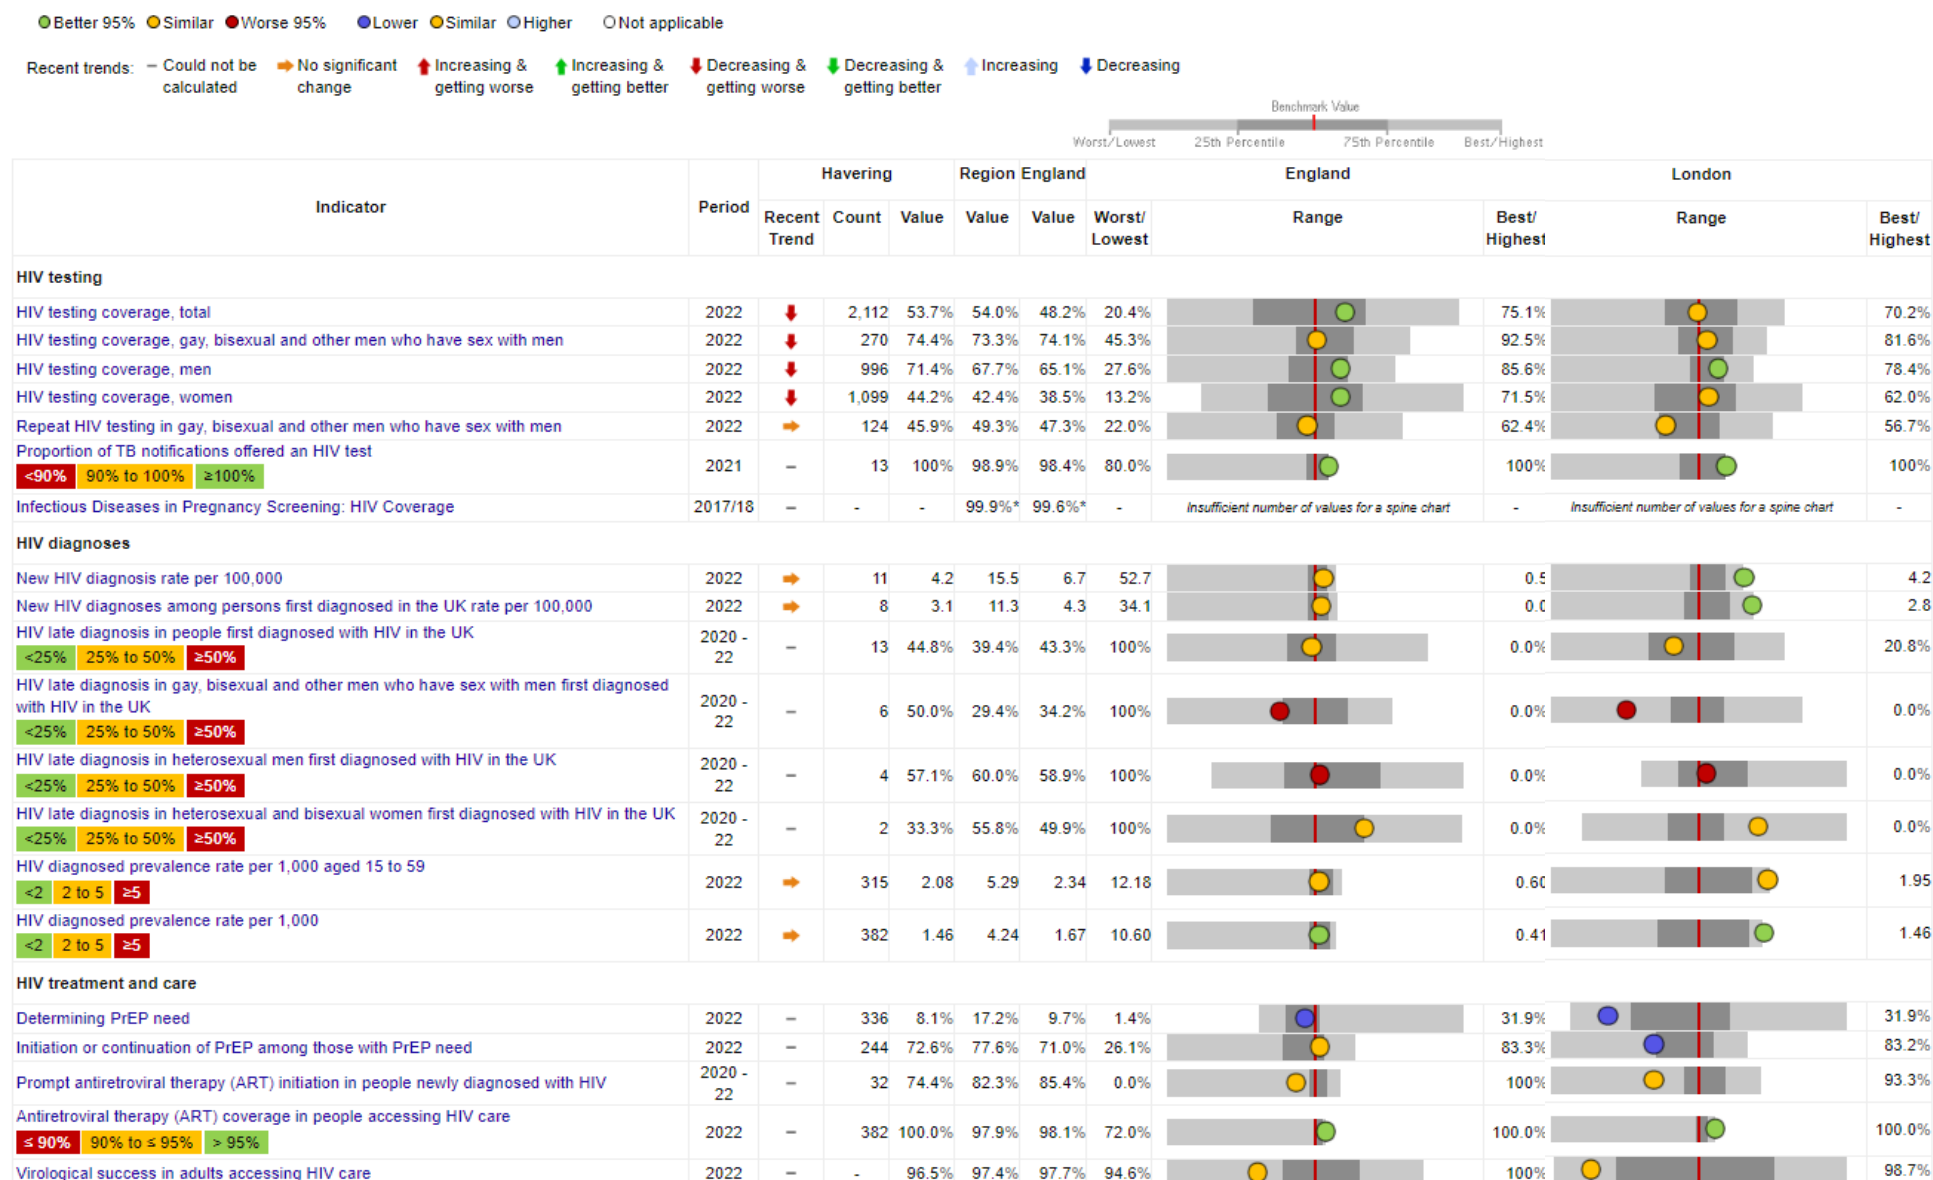 Better 95% Similar Worse 95% Lower Similar Higher Not applicable
Recent trends: – Could not be calculated No significant change Increasing & getting worse Increasing & getting better Decreasing & getting worse Decreasing & getting better Increasing Decreasing
Benchmark Value
Worst/Lowest 25th Percentile 75th Percentile Best/Highest
Havering Region England England London
Indicator Period Recent Trend Count Value Value Value Worst/ Lowest Range Best/ Highest Range Best/ Highest
HIV testing
HIV testing coverage, total 2022 2,112 53.7% 54.0% 48.2% 20.4% 75.1% 70.2%
HIV testing coverage, gay, bisexual and other men who have sex with men 2022 270 74.4% 73.3% 74.1% 45.3% 92.5% 81.6%
HIV testing coverage, men 2022 996 71.4% 67.7% 65.1% 27.6% 85.6% 78.4%
HIV testing coverage, women 2022 1,099 44.2% 42.4% 38.5% 13.2% 71.5% 62.0%
Repeat HIV testing in gay, bisexual and other men who have sex with men 2022 124 45.9% 49.3% 47.3% 22.0% 62.4% 56.7%
Proportion of TB notifications offered an HIV test
<90% 90% to 100% ≥100% 2021 – 13 100% 98.9% 98.4% 80.0% 100% 100%
Infectious Diseases in Pregnancy Screening: HIV Coverage 2017/18 – - - 99.9%* 99.6%* - Insufficient number of values for a spine chart - Insufficient number of values for a spine chart -
HIV diagnoses
New HIV diagnosis rate per 100,000 2022 11 4.2 15.5 6.7 52.7 0.5 4.2
New HIV diagnoses among persons first diagnosed in the UK rate per 100,000 2022 8 3.1 11.3 4.3 34.1 0.0 2.8
HIV late diagnosis in people first diagnosed with HIV in the UK
<25% 25% to 50% ≥50% 2020 - 22 – 13 44.8% 39.4% 43.3% 100% 0.0% 20.8%
HIV late diagnosis in gay, bisexual and other men who have sex with men first diagnosed
with HIV in the UK
<25% 25% to 50% ≥50% 2020 - 22 – 6 50.0% 29.4% 34.2% 100% 0.0% 0.0%
HIV late diagnosis in heterosexual men first diagnosed with HIV in the UK
<25% 25% to 50% ≥50% 2020 - 22 – 4 57.1% 60.0% 58.9% 100% 0.0% 0.0%
HIV late diagnosis in heterosexual and bisexual women first diagnosed with HIV in the UK
<25% 25% to 50% ≥50% 2020 - 22 – 2 33.3% 55.8% 49.9% 100% 0.0% 0.0%
HIV diagnosed prevalence rate per 1,000 aged 15 to 59
<2 2 to 5 ≥5 2022 315 2.08 5.29 2.34 12.18 0.60 1.95
HIV diagnosed prevalence rate per 1,000
<2 2 to 5 ≥5 2022 382 1.46 4.24 1.67 10.60 0.41 1.46
HIV treatment and care
Determining PrEP need 2022 – 336 8.1% 17.2% 9.7% 1.4% 31.9% 31.9%
Initiation or continuation of PrEP among those with PrEP need 2022 – 244 72.6% 77.6% 71.0% 26.1% 83.3% 83.2%
Prompt antiretroviral therapy (ART) initiation in people newly diagnosed with HIV 2020 - 22 – 32 74.4% 82.3% 85.4% 0.0% 100% 93.3%
Antiretroviral therapy (ART) coverage in people accessing HIV care
≤ 90% 90% to ≤ 95% > 95% 2022 – 382 100.0% 97.9% 98.1% 72.0% 100.0% 100.0%
Virological success in adults accessing HIV care 2022 – - 96.5% 97.4% 97.7% 94.6% 100% 98.7%